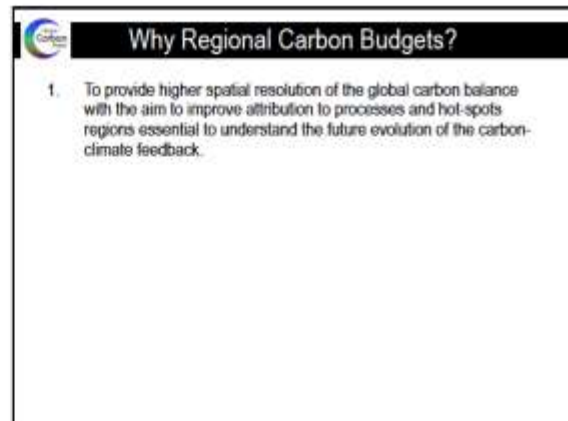 Why Regional Carbon Budgets?
1. To provide higher spatial resolution of the global carbon balance
with the aim to improve attribution to processes and hot-spots
regions essential to understand the future evolution of the carbon-
climate feedback.